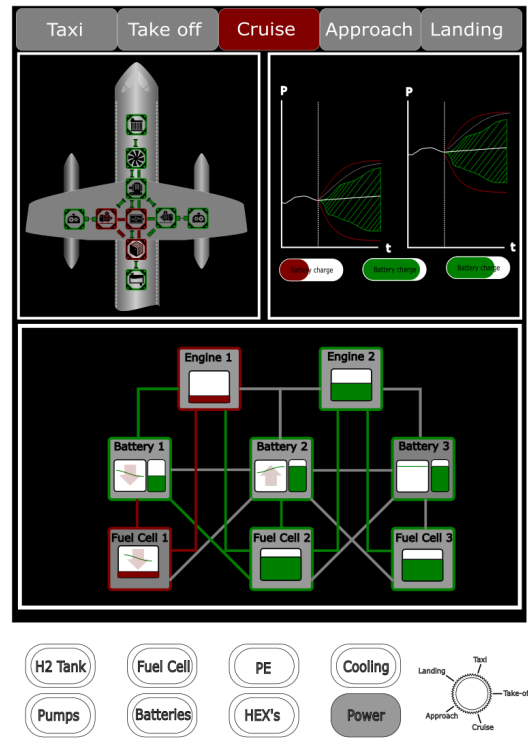 Taxi Take off Cruise Approach Landing
P
P
t
t
Battery charge
Battery charge
Battery charge
Engine 1
Engine 2
Battery 1
Battery 2
Battery 3
Fuel Cell 1
Fuel Cell 2
Fuel Cell 3
H2 Tank
Fuel Cell
PE
Cooling
Pumps
Batteries
HEX's
Power
Taxi
Landing
Take-of
Approach
Cruise